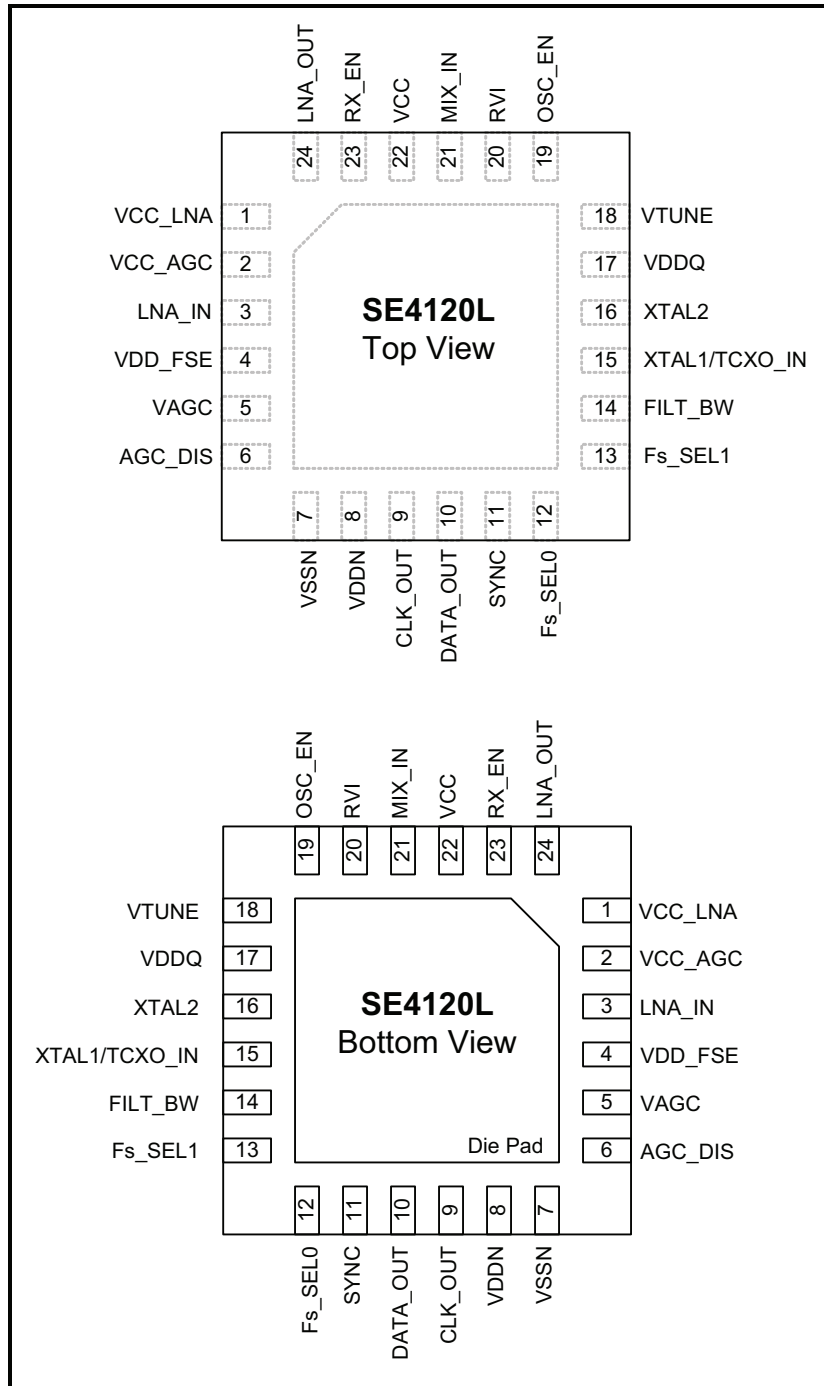 LNA_OUT
RX_EN
VCC
MIX_IN
RVI
OSC_EN
24
23
22
21
20
19
VCC_LNA 1
18 VTUNE
VCC_AGC 2
17 VDDQ
LNA_IN 3
16 XTAL2
VDD_FSE 4
15 XTAL1/TCXO_IN
VAGC 5
14 FILT_BW
AGC_DIS 6
13 Fs_SEL1
SE4120L
Top View
7
8
9
10
11
12
VSSN
VDDN
CLK_OUT
DATA_OUT
SYNC
Fs_SEL0
OSC_EN
RVI
MIX_IN
VCC
RX_EN
LNA_OUT
19
20
21
22
23
24
VTUNE 18
1 VCC_LNA
VDDQ 17
2 VCC_AGC
XTAL2 16
3 LNA_IN
XTAL1/TCXO_IN 15
4 VDD_FSE
FILT_BW 14
5 VAGC
Fs_SEL1 13
6 AGC_DIS
SE4120L
Bottom View
Die Pad
12
11
10
9
8
7
Fs_SEL0
SYNC
DATA_OUT
CLK_OUT
VDDN
VSSN